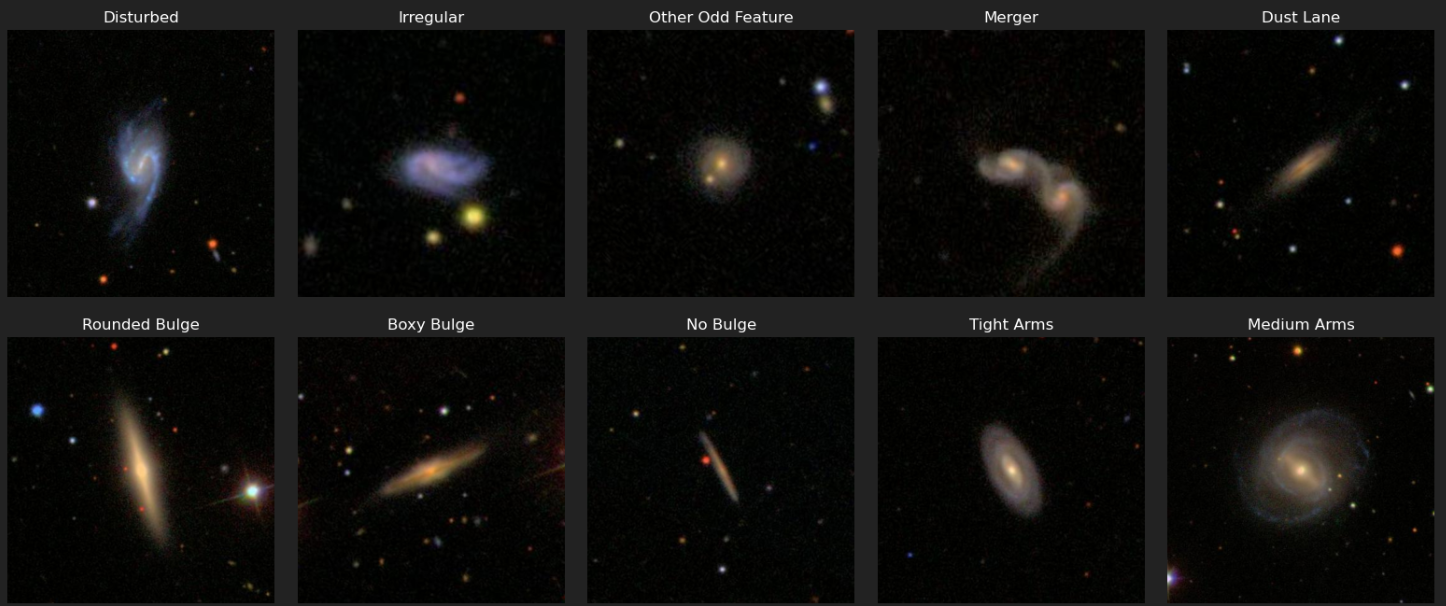 Disturbed
Irregular
Other Odd Feature
Merger
Dust Lane
Rounded Bulge
Boxy Bulge
No Bulge
Tight Arms
Medium Arms